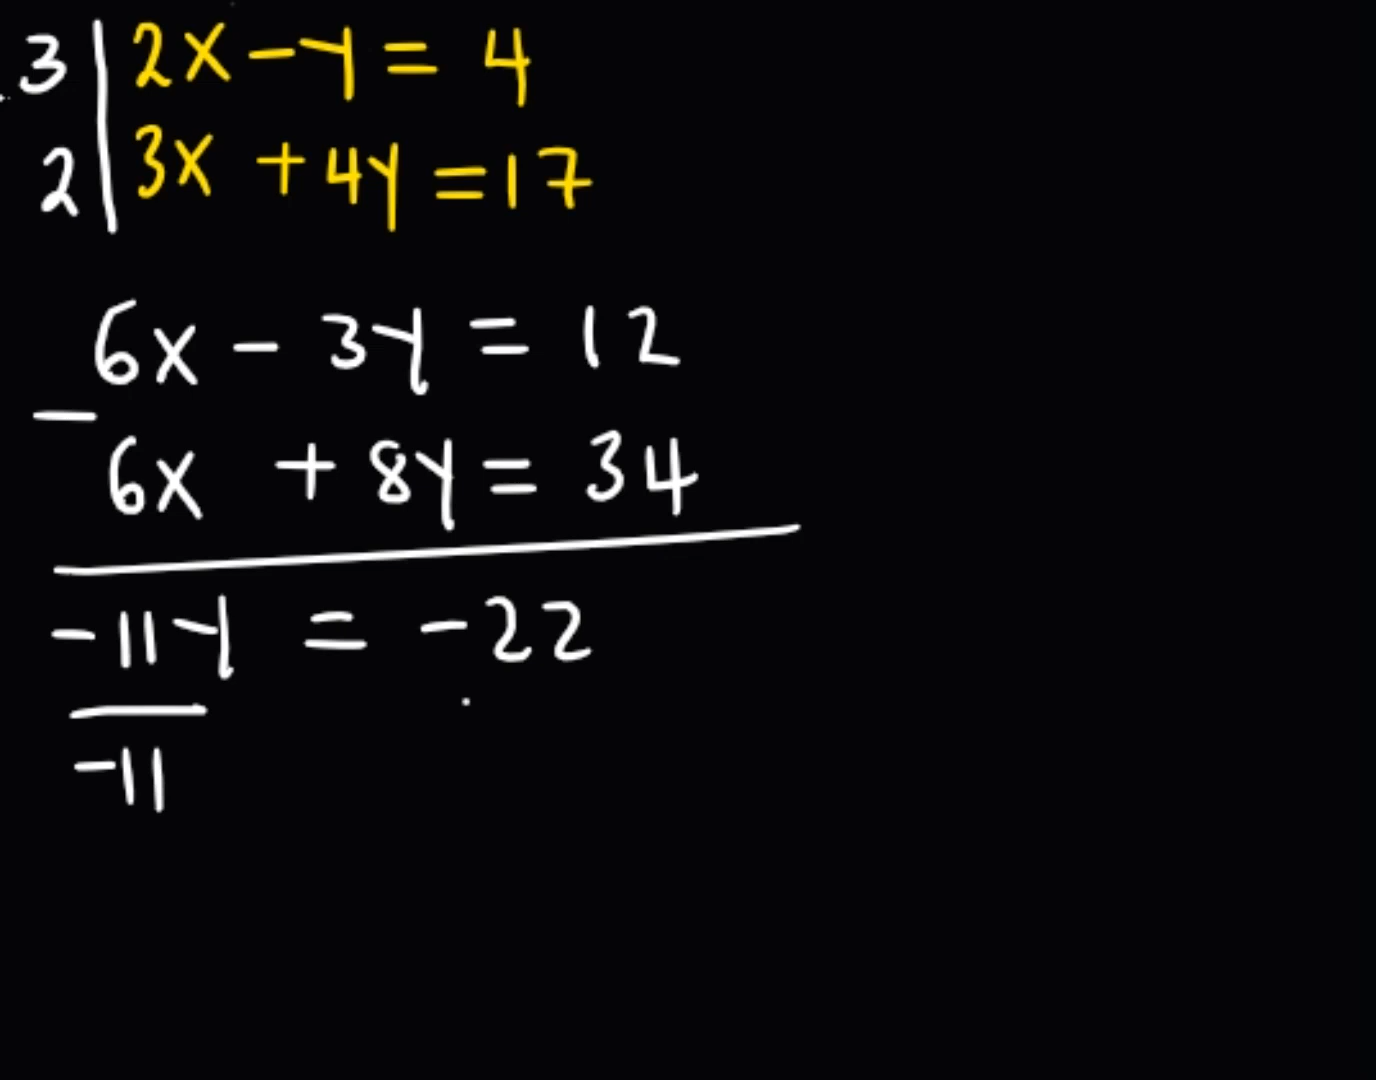 3 | 2x - y = 4
2 | 3x + 4y = 17
6x - 3y = 12
-
6x + 8y = 34
-11y = -22
-11